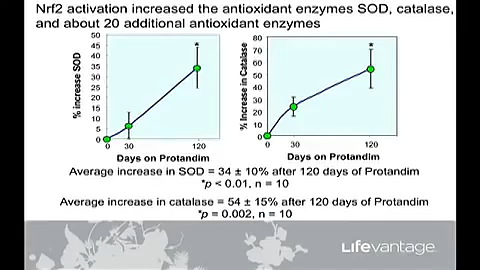 Nrf2 activation increased the antioxidant enzymes SOD, catalase,
and about 20 additional antioxidant enzymes
% increase SOD
50
45
40
35
30
25
20
15
10
5
0
*
0 30 120
Days on Protandim
% Increase in Catalase
80
70
60
50
40
30
20
10
0
*
0 30 120
Days on Protandim
Average increase in SOD = 34 ± 10% after 120 days of Protandim
*p < 0.01, n = 10
Average increase in catalase = 54 ± 15% after 120 days of Protandim
*p = 0.002, n = 10
Lifevantage.